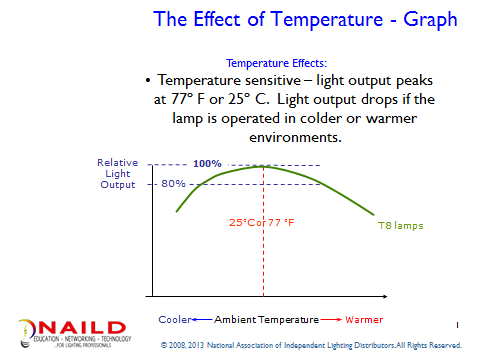 The Effect of Temperature - Graph
Temperature Effects:
• Temperature sensitive – light output peaks
at 77° F or 25° C.  Light output drops if the
lamp is operated in colder or warmer
environments.
Relative
Light
Output
100%
80%
25°Cor77 °F
T8 lamps
Cooler
Ambient Temperature
Warmer
NAILD
EDUCATION - NETWORKING - TECHNOLOGY
...FOR LIGHTING PROFESSIONALS
1
© 2008, 2013 National Association of Independent Lighting Distributors. All Rights Reserved.